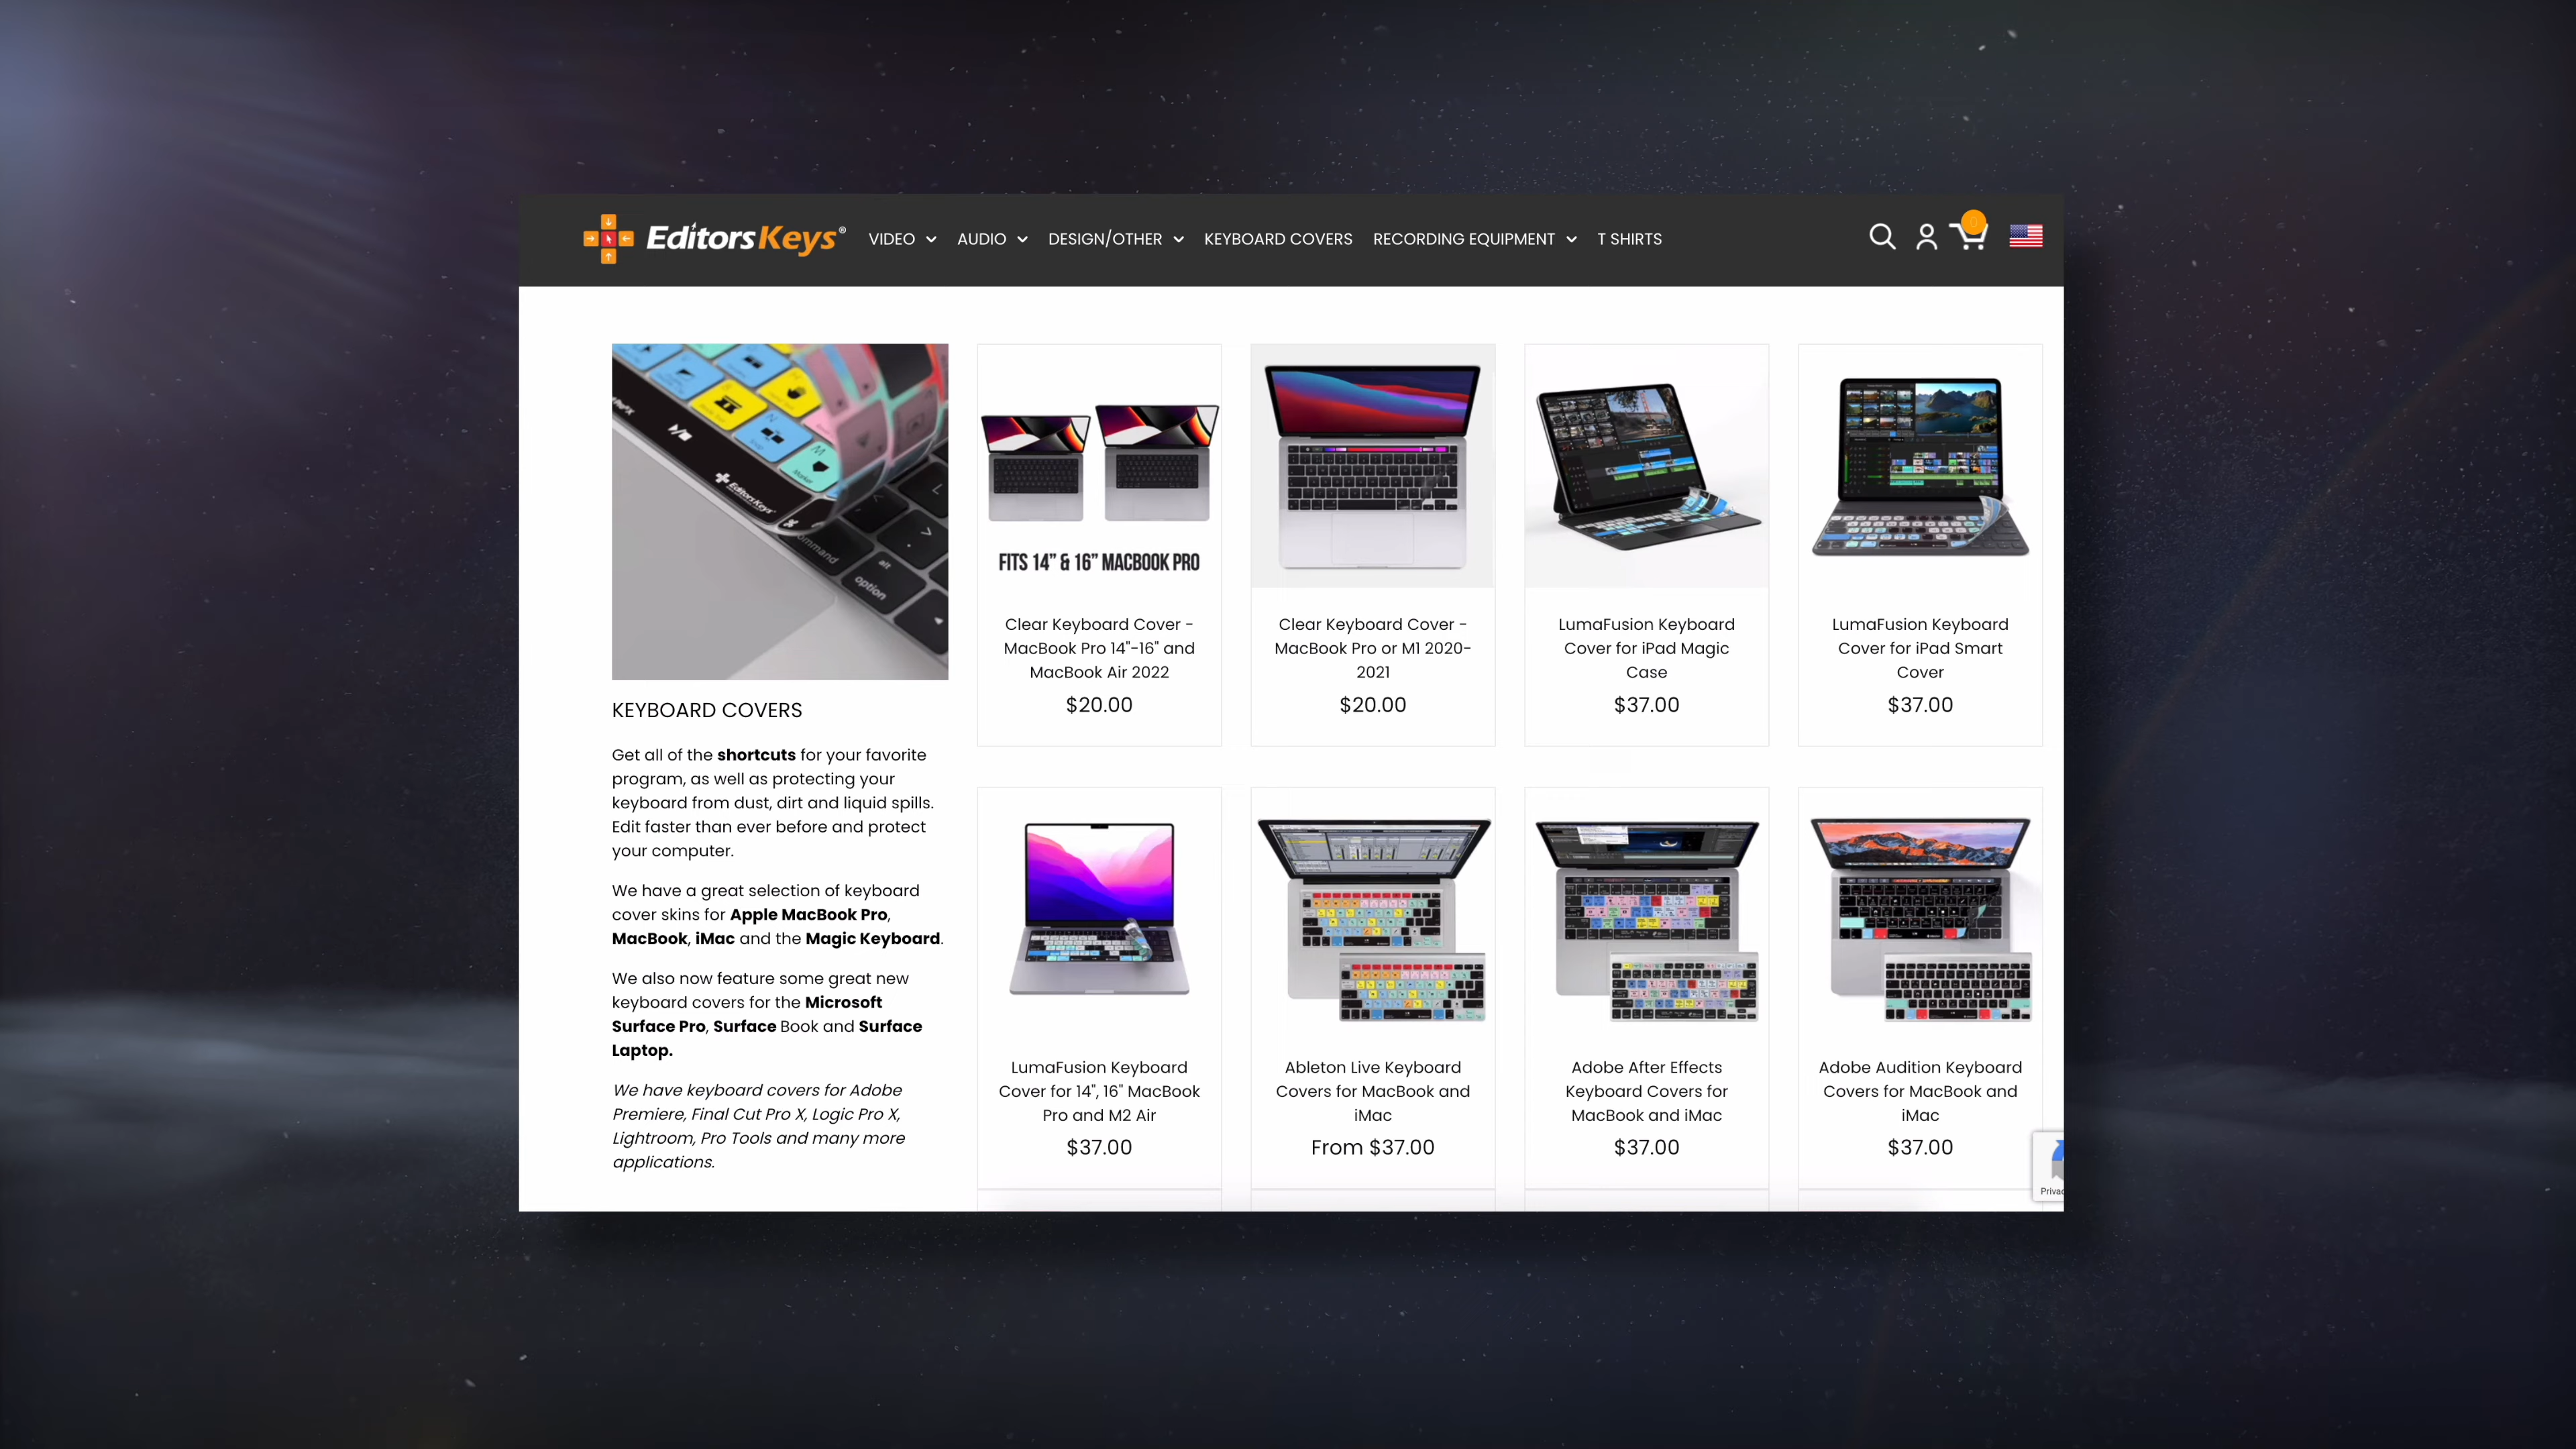 EditorsKeys®
VIDEO
AUDIO
DESIGN/OTHER
KEYBOARD COVERS
RECORDING EQUIPMENT
T SHIRTS
EditorsKeys
command
alt
option
KEYBOARD COVERS
Get all of the shortcuts for your favorite
program, as well as protecting your
keyboard from dust, dirt and liquid spills.
Edit faster than ever before and protect
your computer.
We have a great selection of keyboard
cover skins for Apple MacBook Pro,
MacBook, iMac and the Magic Keyboard.
We also now feature some great new
keyboard covers for the Microsoft
Surface Pro, Surface Book and Surface
Laptop.
We have keyboard covers for Adobe
Premiere, Final Cut Pro X, Logic Pro X,
Lightroom, Pro Tools and many more
applications.
FITS 14” & 16” MACBOOK PRO
Clear Keyboard Cover -
MacBook Pro 14"-16" and
MacBook Air 2022
$20.00
Clear Keyboard Cover -
MacBook Pro or M1 2020-
2021
$20.00
LumaFusion Keyboard
Cover for iPad Magic
Case
$37.00
LumaFusion Keyboard
Cover for iPad Smart
Cover
$37.00
LumaFusion Keyboard
Cover for 14", 16" MacBook
Pro and M2 Air
$37.00
Ableton Live Keyboard
Covers for MacBook and
iMac
From $37.00
Adobe After Effects
Keyboard Covers for
MacBook and iMac
$37.00
Adobe Audition Keyboard
Covers for MacBook and
iMac
$37.00